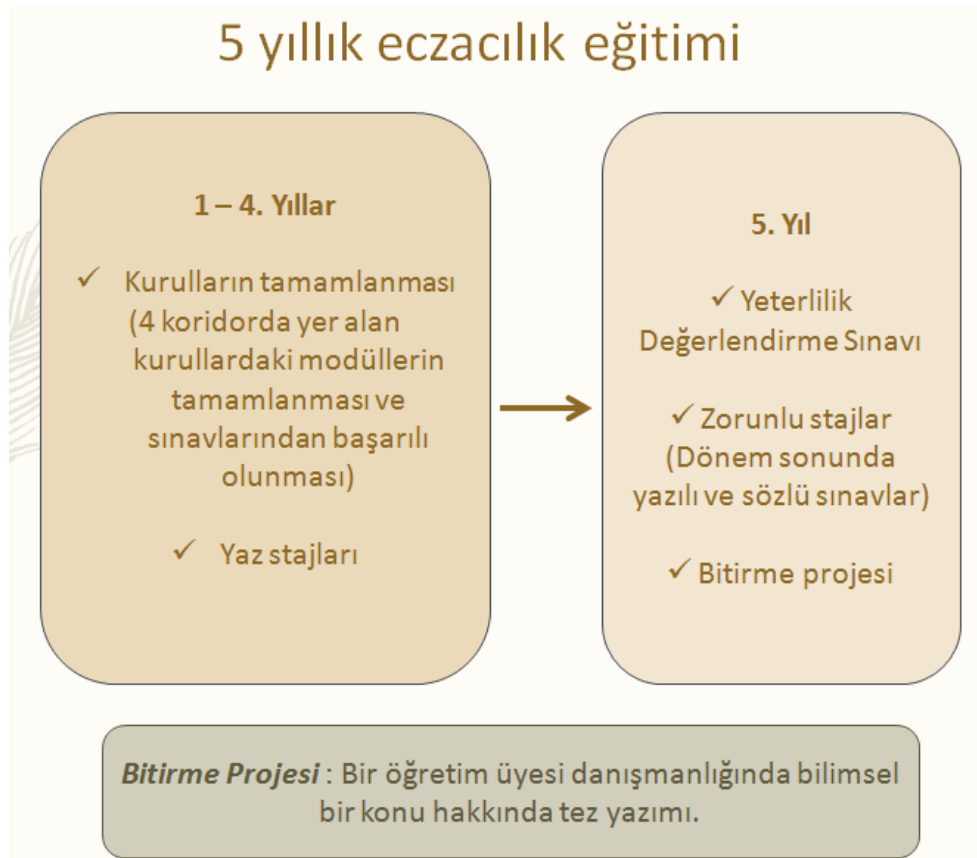 5 yıllık eczacılık eğitimi
1 – 4. Yıllar
✓ Kurulların tamamlanması
(4 koridorda yer alan
kurullardaki modüllerin
tamamlanması ve
sınavlarından başarılı
olunması)
✓ Yaz stajları
5. Yıl
✓ Yeterlilik
Değerlendirme Sınavı
✓ Zorunlu stajlar
(Dönem sonunda
yazılı ve sözlü sınavlar)
✓ Bitirme projesi
Bitirme Projesi : Bir öğretim üyesi danışmanlığında bilimsel
bir konu hakkında tez yazımı.